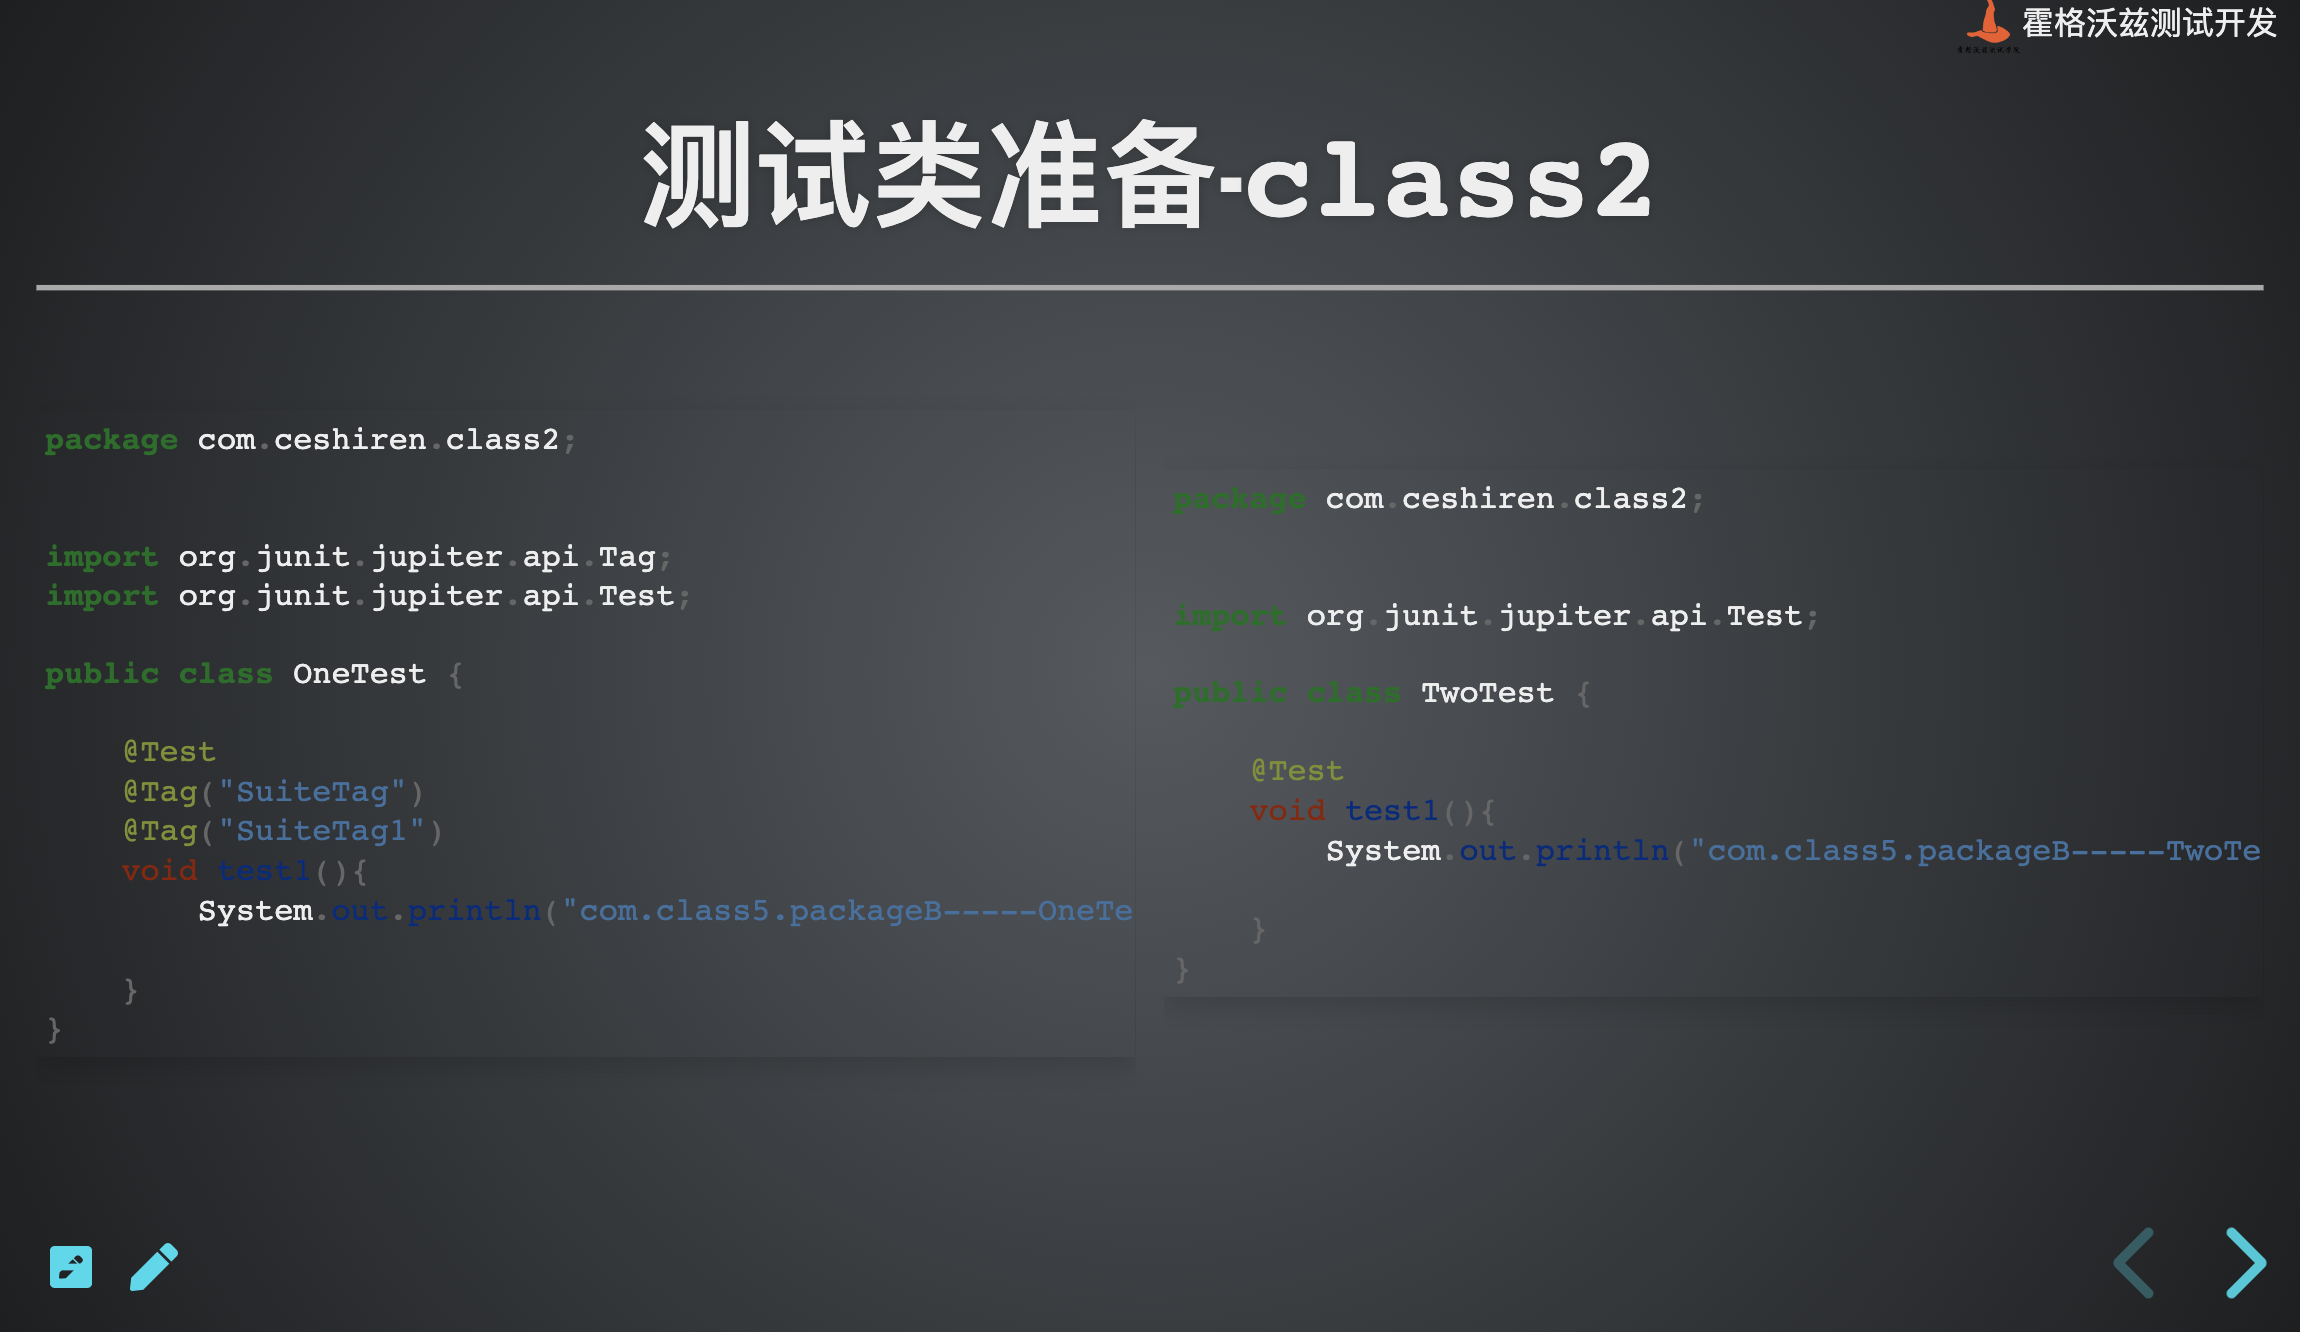 霍格沃兹测试开发
测试类准备-class2
package com.ceshiren.class2;
import org.junit.jupiter.api.Tag;
import org.junit.jupiter.api.Test;
public class OneTest {
@Test
@Tag("SuiteTag")
@Tag("SuiteTag1")
void test1(){
System.out.println("com.class5.packageB-----OneTe
}
}
package com.ceshiren.class2;
import org.junit.jupiter.api.Test;
public class TwoTest {
@Test
void test1(){
System.out.println("com.class5.packageB-----TwoTe
}
}